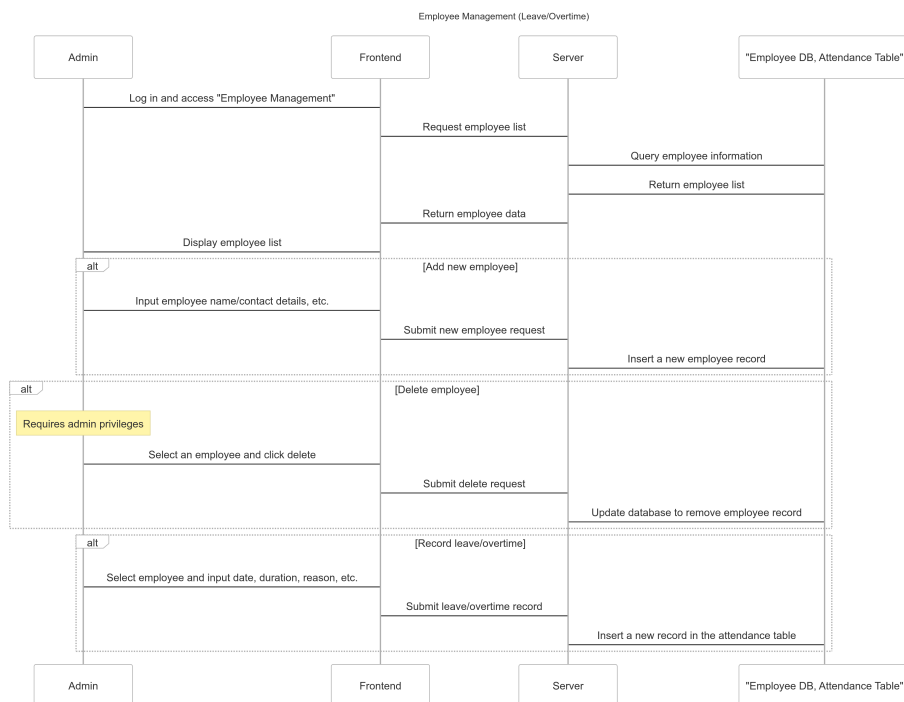 Employee Management (Leave/Overtime)
Admin
Frontend
Server
"Employee DB, Attendance Table"
Log in and access "Employee Management"
Request employee list
Query employee information
Return employee list
Return employee data
Display employee list
alt
[Add new employee]
Input employee name/contact details, etc.
Submit new employee request
Insert a new employee record
alt
[Delete employee]
Requires admin privileges
Select an employee and click delete
Submit delete request
Update database to remove employee record
alt
[Record leave/overtime]
Select employee and input date, duration, reason, etc.
Submit leave/overtime record
Insert a new record in the attendance table
Admin
Frontend
Server
"Employee DB, Attendance Table"